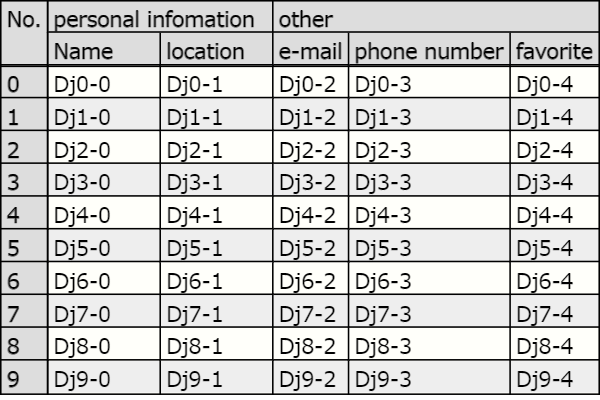 No. personal infomation other
Name location e-mail phone number favorite
0 Dj0-0 Dj0-1 Dj0-2 Dj0-3 Dj0-4
1 Dj1-0 Dj1-1 Dj1-2 Dj1-3 Dj1-4
2 Dj2-0 Dj2-1 Dj2-2 Dj2-3 Dj2-4
3 Dj3-0 Dj3-1 Dj3-2 Dj3-3 Dj3-4
4 Dj4-0 Dj4-1 Dj4-2 Dj4-3 Dj4-4
5 Dj5-0 Dj5-1 Dj5-2 Dj5-3 Dj5-4
6 Dj6-0 Dj6-1 Dj6-2 Dj6-3 Dj6-4
7 Dj7-0 Dj7-1 Dj7-2 Dj7-3 Dj7-4
8 Dj8-0 Dj8-1 Dj8-2 Dj8-3 Dj8-4
9 Dj9-0 Dj9-1 Dj9-2 Dj9-3 Dj9-4